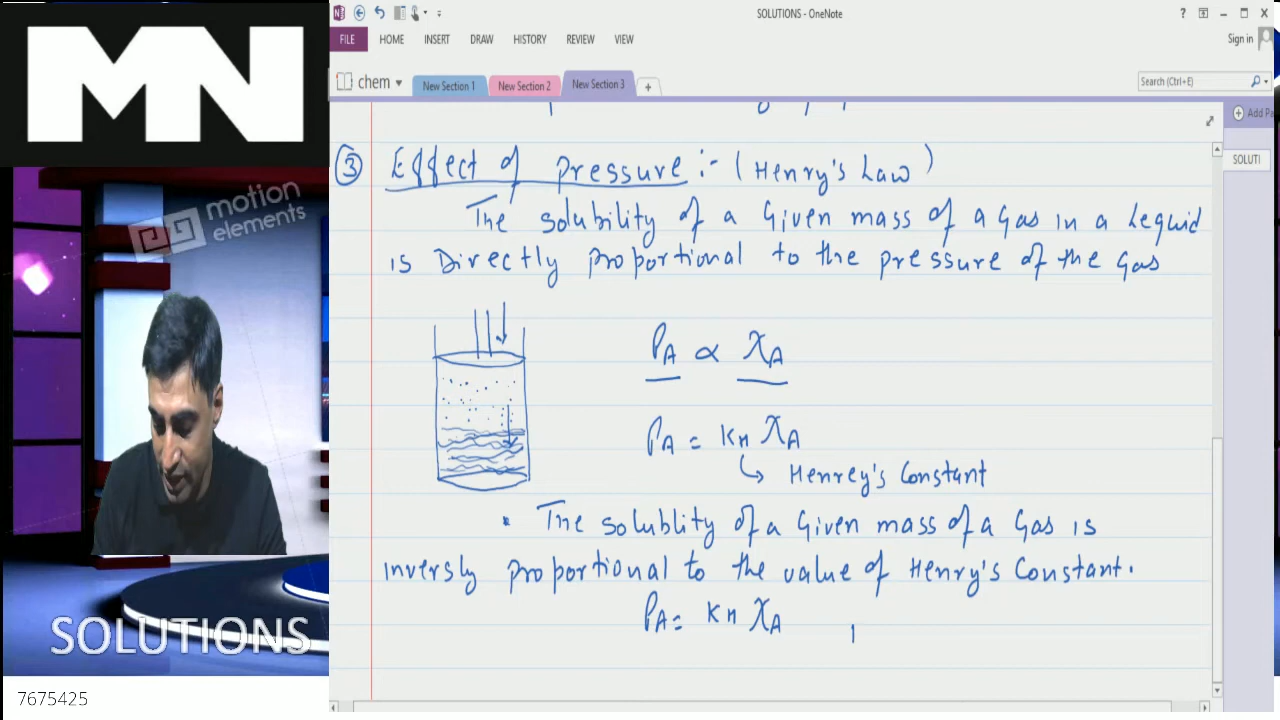 MN
SOLUTIONS - OneNote
?
FILE HOME INSERT DRAW HISTORY REVIEW VIEW
Sign in
chem New Section 1 New Section 2 New Section 3 +
Search (Ctrl+E)
Add Pa
SOLUTI
③ Effect of pressure :- (Henry's Law)
The solubility of a Given mass of a Gas in a Lequid
is Directly proportional to the pressure of the Gas
PA ∝ XA
PA = KH XA
↳ Henrey's Constant
• The solublity of a Given mass of a Gas is
inversly proportional to the value of Henry's Constant.
PA = KH XA
motion
elements
SOLUTIONS
7675425